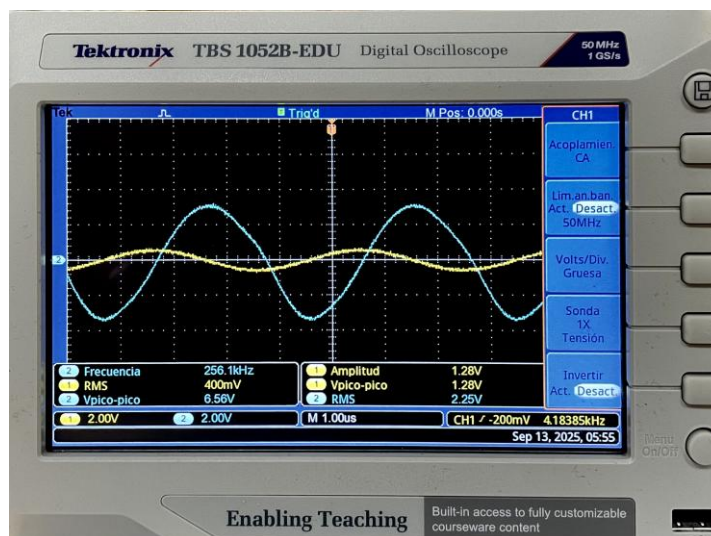 Tektronix TBS 1052B-EDU Digital Oscilloscope
50 MHz
1 GS/s
Tek Trig'd M Pos: 0.000s CH1
Acoplamien.
CA
Lim.an.ban.
Act. Desact.
50MHz
Volts/Div.
Gruesa
Sonda
1X
Tensión
Invertir
Act. Desact.
2
2 Frecuencia 256.1kHz 1 Amplitud 1.28V
1 RMS 400mV 1 Vpico-pico 1.28V
2 Vpico-pico 6.56V 2 RMS 2.25V
1 2.00V 2 2.00V M 1.00us CH1 -200mV 4.18385kHz
Sep 13, 2025, 05:55
Menu
On/Off
Enabling Teaching
Built-in access to fully customizable
courseware content